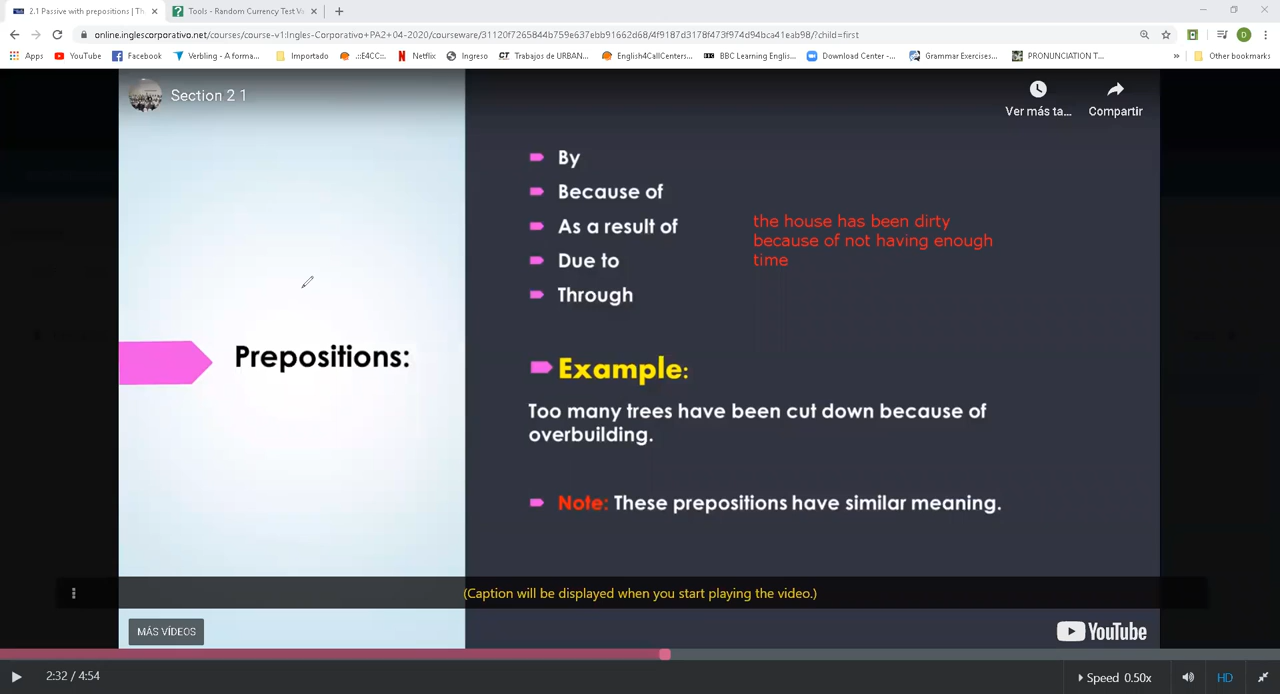 2.1 Passive with prepositions | Th
Tools - Random Currency Test Va
online.inglescorporativo.net/courses/course-v1:Ingles-Corporativo+PA2+04-2020/courseware/31120f7265844b759e637ebb91662d68/4f9187d3178f473f974d94bca41eab98/?child=first
D
Apps
YouTube
Facebook
Verbling - A forma...
Importado
.::E4CC::.
Netflix
Ingreso
CT Trabajos de URBAN...
English4CallCenters...
BBC Learning Englis...
Download Center -...
Grammar Exercises...
PRONUNCIATION T...
»
Other bookmarks
Section 2 1
Ver más ta...
Compartir
By
Because of
As a result of
Due to
Through
the house has been dirty
because of not having enough
time
Prepositions:
Example:
Too many trees have been cut down because of
overbuilding.
Note: These prepositions have similar meaning.
(Caption will be displayed when you start playing the video.)
MÁS VÍDEOS
YouTube
2:32 / 4:54
Speed 0.50x
HD